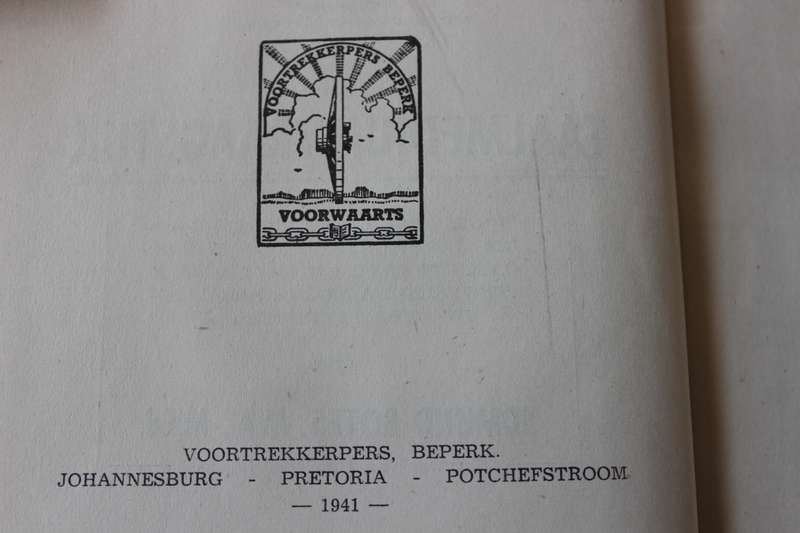 VOORTREKKERPERS BEPERK
VOORWAARTS
VOORTREKKERPERS, BEPERK.
JOHANNESBURG - PRETORIA - POTCHEFSTROOM
— 1941 —